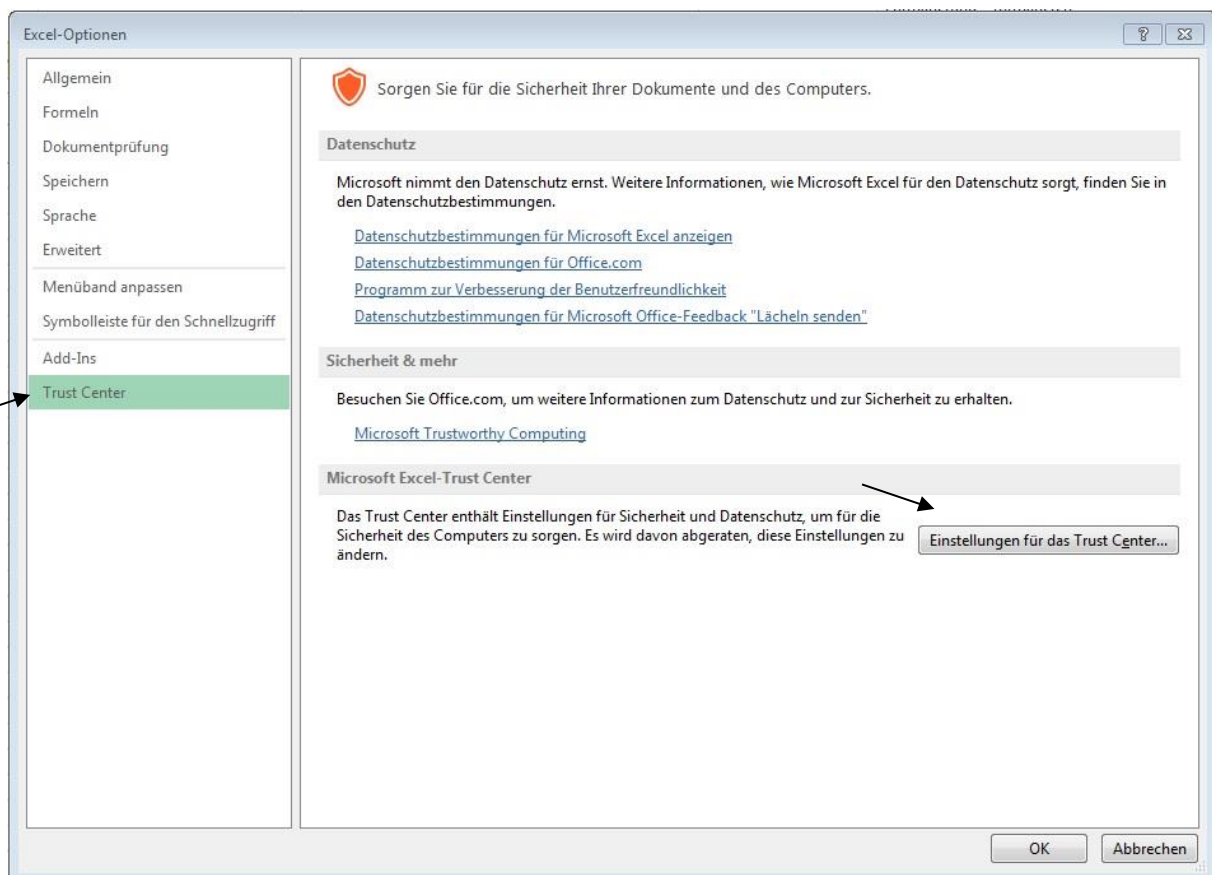 Excel-Optionen
Allgemein
Formeln
Dokumentprüfung
Speichern
Sprache
Erweitert
Menüband anpassen
Symbolleiste für den Schnellzugriff
Add-Ins
Trust Center
Sorgen Sie für die Sicherheit Ihrer Dokumente und des Computers.
Datenschutz
Microsoft nimmt den Datenschutz ernst. Weitere Informationen, wie Microsoft Excel für den Datenschutz sorgt, finden Sie in
den Datenschutzbestimmungen.
Datenschutzbestimmungen für Microsoft Excel anzeigen
Datenschutzbestimmungen für Office.com
Programm zur Verbesserung der Benutzerfreundlichkeit
Datenschutzbestimmungen für Microsoft Office-Feedback "Lächeln senden"
Sicherheit & mehr
Besuchen Sie Office.com, um weitere Informationen zum Datenschutz und zur Sicherheit zu erhalten.
Microsoft Trustworthy Computing
Microsoft Excel-Trust Center
Das Trust Center enthält Einstellungen für Sicherheit und Datenschutz, um für die
Sicherheit des Computers zu sorgen. Es wird davon abgeraten, diese Einstellungen zu
ändern.
Einstellungen für das Trust Center...
OK
Abbrechen